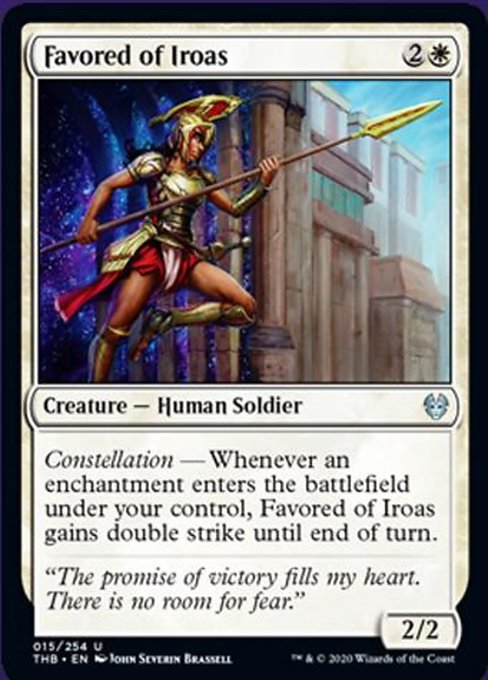 Favored of Iroas 2
Creature — Human Soldier
Constellation — Whenever an
enchantment enters the battlefield
under your control, Favored of Iroas
gains double strike until end of turn.
“The promise of victory fills my heart.
There is no room for fear.”
2/2
015/254 U
THB • EN John Severin Brassell ™ & © 2020 Wizards of the Coast